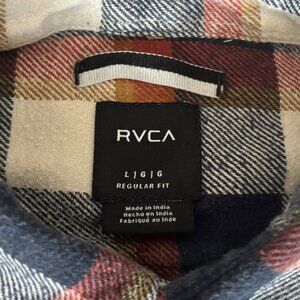 RVCA
L | G | G
REGULAR FIT
Made in India
Hecho en India
Fabriqué au Inde